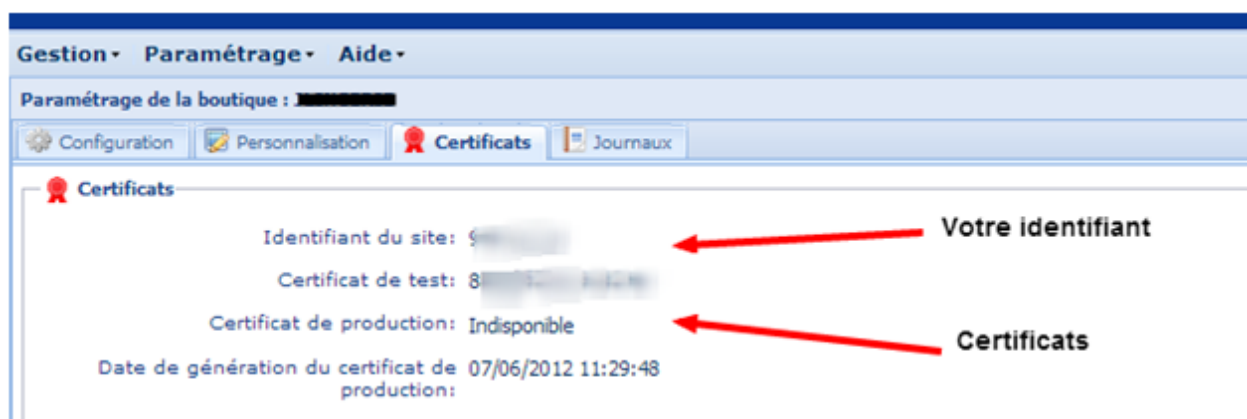 Gestion Paramétrage Aide
Paramétrage de la boutique :
Configuration Personnalisation Certificats Journaux
Certificats
Identifiant du site: Votre identifiant
Certificat de test:
Certificat de production: Indisponible
Certificats
Date de génération du certificat de 07/06/2012 11:29:48
production: